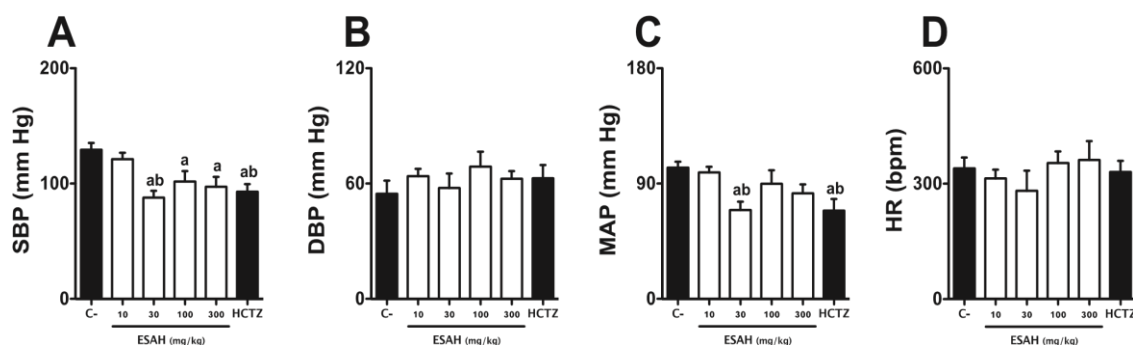 A
SBP (mm Hg)
200
100
0
a
a
ab
ab
C-
10
30
100
300
HCTZ
ESAH (mg/kg)
B
DBP (mm Hg)
120
60
0
C-
10
30
100
300
HCTZ
ESAH (mg/kg)
C
MAP (mm Hg)
180
90
0
ab
ab
C-
10
30
100
300
HCTZ
ESAH (mg/kg)
D
HR (bpm)
600
300
0
C-
10
30
100
300
HCTZ
ESAH (mg/kg)